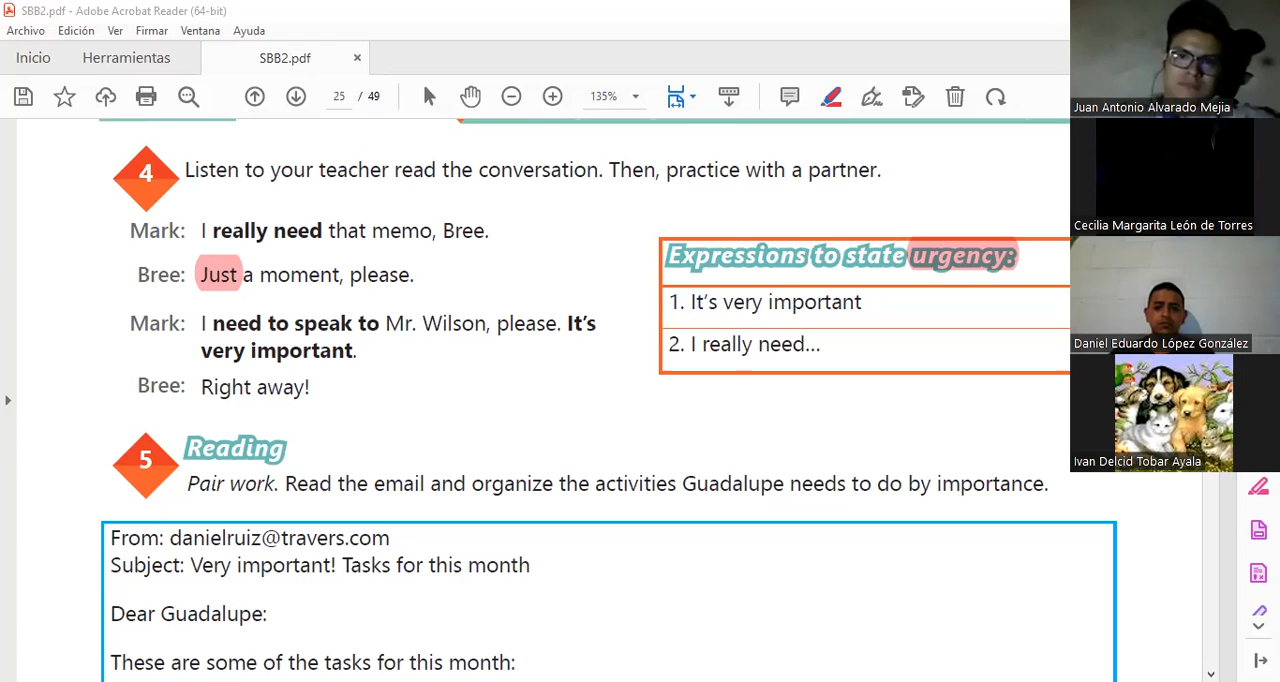 SBB2.pdf - Adobe Acrobat Reader (64-bit)
Archivo Edición Ver Firmar Ventana Ayuda
Inicio Herramientas SBB2.pdf ×
25 / 49 135%
4 Listen to your teacher read the conversation. Then, practice with a partner.
Mark: I really need that memo, Bree.
Bree: Just a moment, please.
Mark: I need to speak to Mr. Wilson, please. It's
very important.
Bree: Right away!
Expressions to state urgency:
1. It's very important
2. I really need...
5 Reading
Pair work. Read the email and organize the activities Guadalupe needs to do by importance.
From: danielruiz@travers.com
Subject: Very important! Tasks for this month
Dear Guadalupe:
These are some of the tasks for this month:
Juan Antonio Alvarado Mejia
Cecilia Margarita León de Torres
Daniel Eduardo López González
Ivan Delcid Tobar Ayala